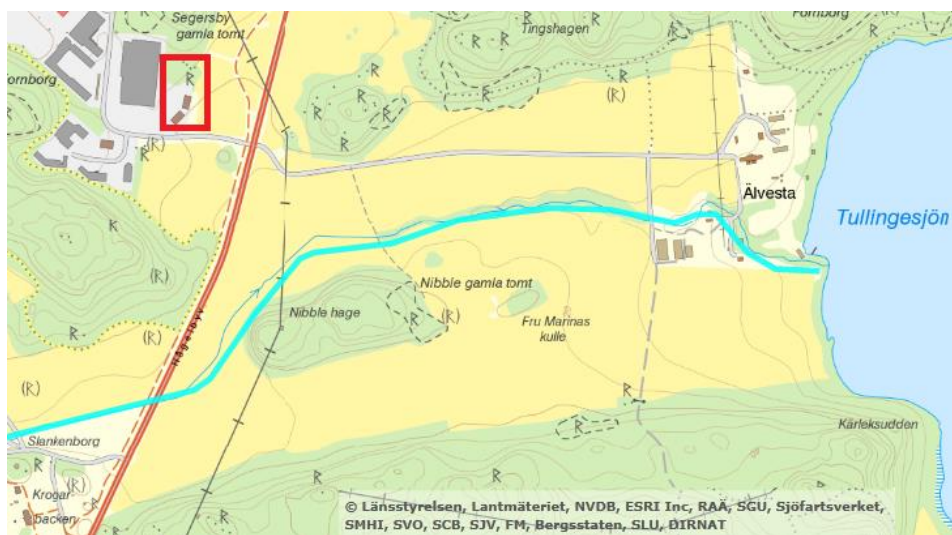 Segersby
gamla tomt
Tingshagen
Fornborg
ornborg
R
(R)
Älvesta
Tullingesjön
Nibble gamla tomt
Nibble hage
(R)
Fru Marinas
kulle
Hågelbyv
(R)
Slankenborg
Kärleksudden
Krogar
backen
© Länsstyrelsen, Lantmäteriet, NVDB, ESRI Inc, RAÄ, SGU, Sjöfartsverket,
SMHI, SVO, SCB, SJV, FM, Bergsstaten, SLU, DIRNAT